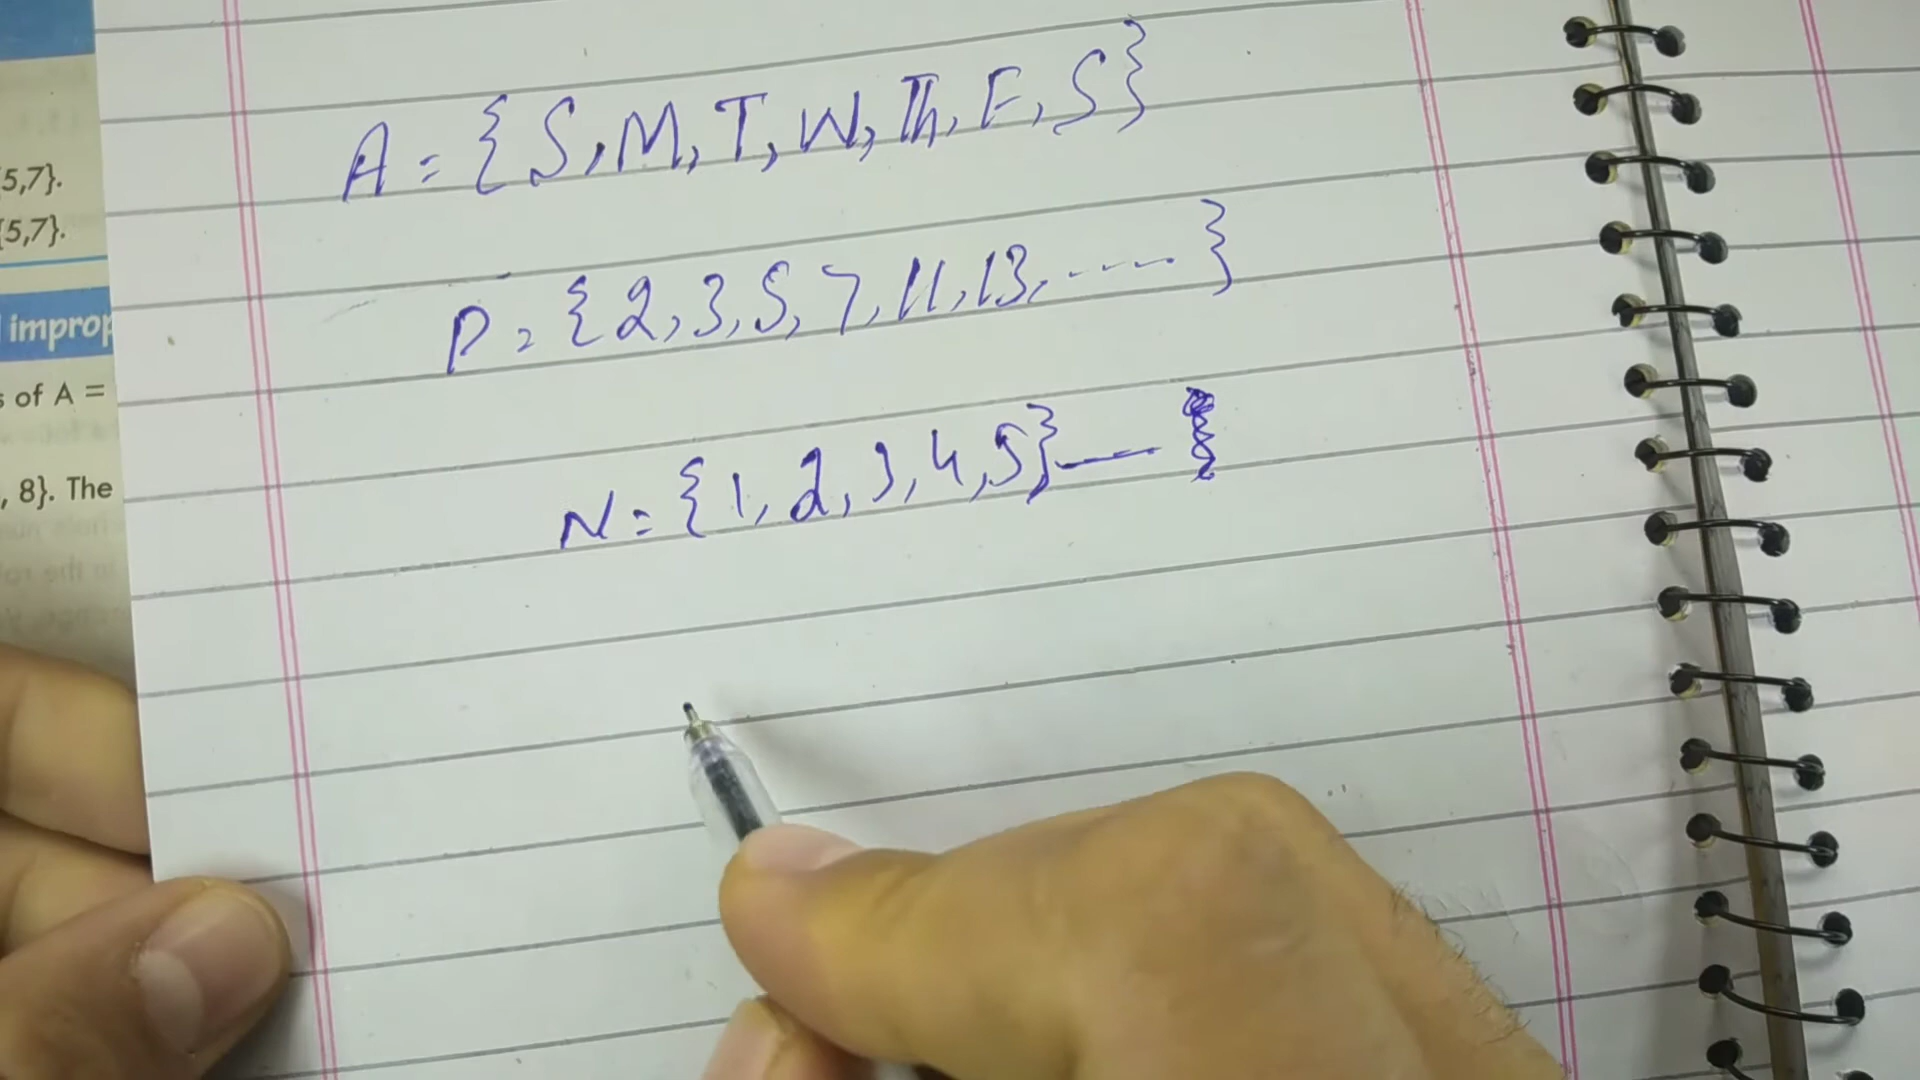 5,7}.
{5,7}.
improp
s of A =
, 8}. The
A = {S, M, T, W, Th, F, S}
P = {2, 3, 5, 7, 11, 13, ......}
N = {1, 2, 3, 4, 5} —